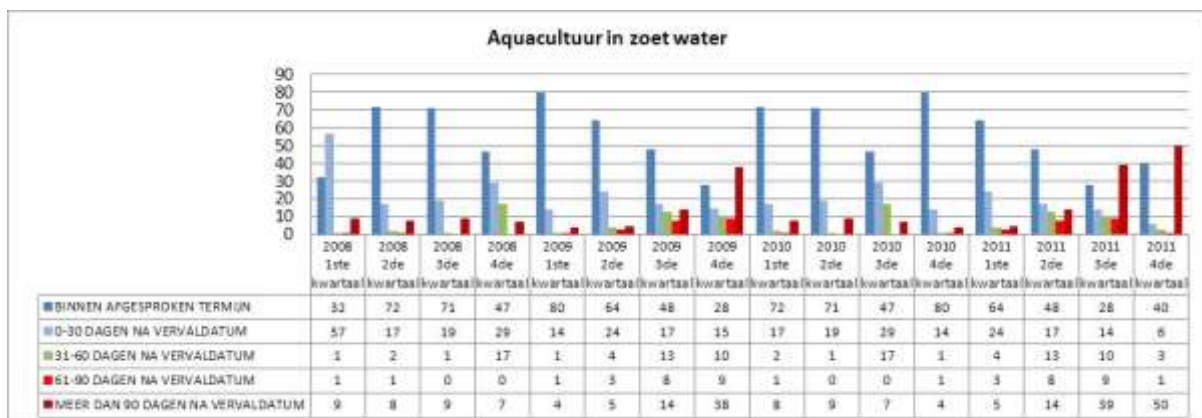 Aquacultuur in zoet water
90
80
70
60
50
40
30
20
10
0
2008 2008 2008 2008 2009 2009 2009 2009 2010 2010 2010 2010 2011 2011 2011 2011
1ste 2de 3de 4de 1ste 2de 3de 4de 1ste 2de 3de 4de 1ste 2de 3de 4de
kwartaal kwartaal kwartaal kwartaal kwartaal kwartaal kwartaal kwartaal kwartaal kwartaal kwartaal kwartaal kwartaal kwartaal kwartaal kwartaal
BINNEN AFGESPROKEN TERMIJN 32 72 71 47 80 64 48 28 72 71 47 80 64 48 28 40
0-30 DAGEN NA VERVALDATUM 57 17 19 29 14 24 17 15 17 19 29 14 24 17 14 6
31-60 DAGEN NA VERVALDATUM 1 2 1 17 1 4 13 10 2 1 17 1 4 13 10 3
61-90 DAGEN NA VERVALDATUM 1 1 0 0 1 3 8 9 1 0 0 1 3 8 9 1
MEER DAN 90 DAGEN NA VERVALDATUM 9 8 9 7 4 5 14 38 8 9 7 4 5 14 39 50